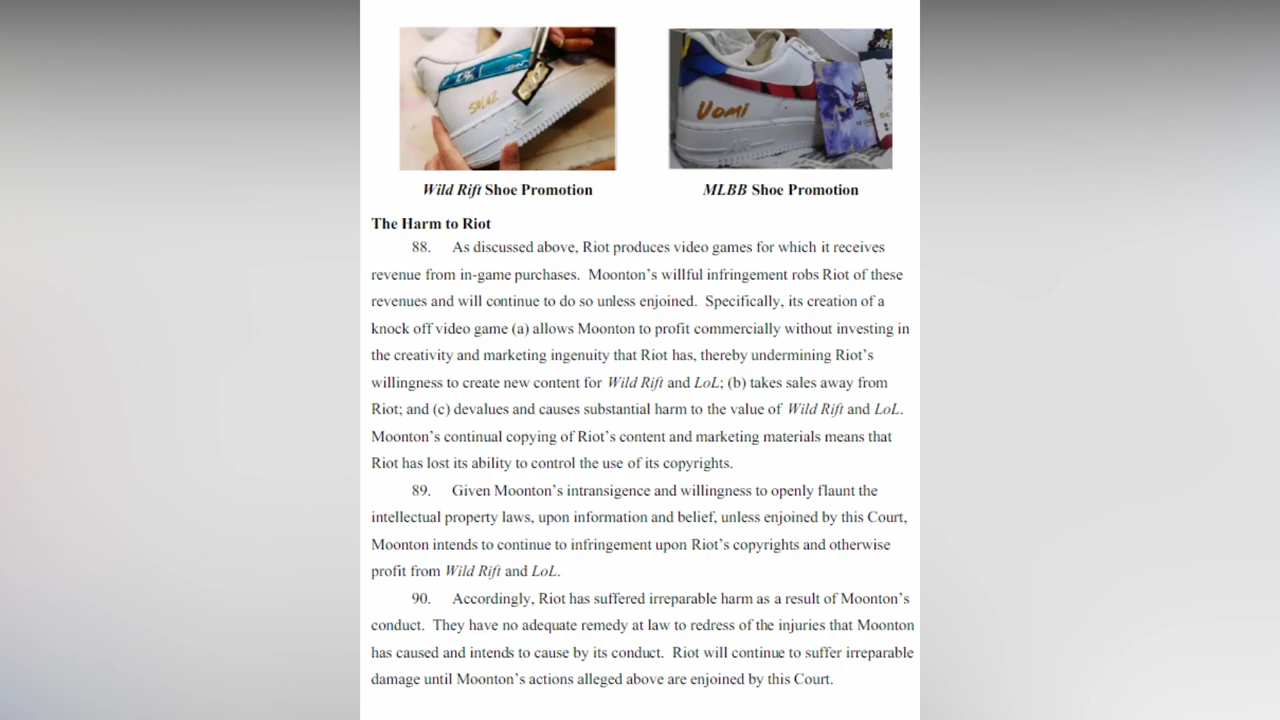 SKUZ
Uomi
Wild Rift Shoe Promotion
MLBB Shoe Promotion
The Harm to Riot
88. As discussed above, Riot produces video games for which it receives
revenue from in-game purchases. Moonton's willful infringement robs Riot of these
revenues and will continue to do so unless enjoined. Specifically, its creation of a
knock off video game (a) allows Moonton to profit commercially without investing in
the creativity and marketing ingenuity that Riot has, thereby undermining Riot's
willingness to create new content for Wild Rift and LoL; (b) takes sales away from
Riot; and (c) devalues and causes substantial harm to the value of Wild Rift and LoL.
Moonton's continual copying of Riot's content and marketing materials means that
Riot has lost its ability to control the use of its copyrights.
89. Given Moonton's intransigence and willingness to openly flaunt the
intellectual property laws, upon information and belief, unless enjoined by this Court,
Moonton intends to continue to infringement upon Riot's copyrights and otherwise
profit from Wild Rift and LoL.
90. Accordingly, Riot has suffered irreparable harm as a result of Moonton's
conduct. They have no adequate remedy at law to redress of the injuries that Moonton
has caused and intends to cause by its conduct. Riot will continue to suffer irreparable
damage until Moonton's actions alleged above are enjoined by this Court.